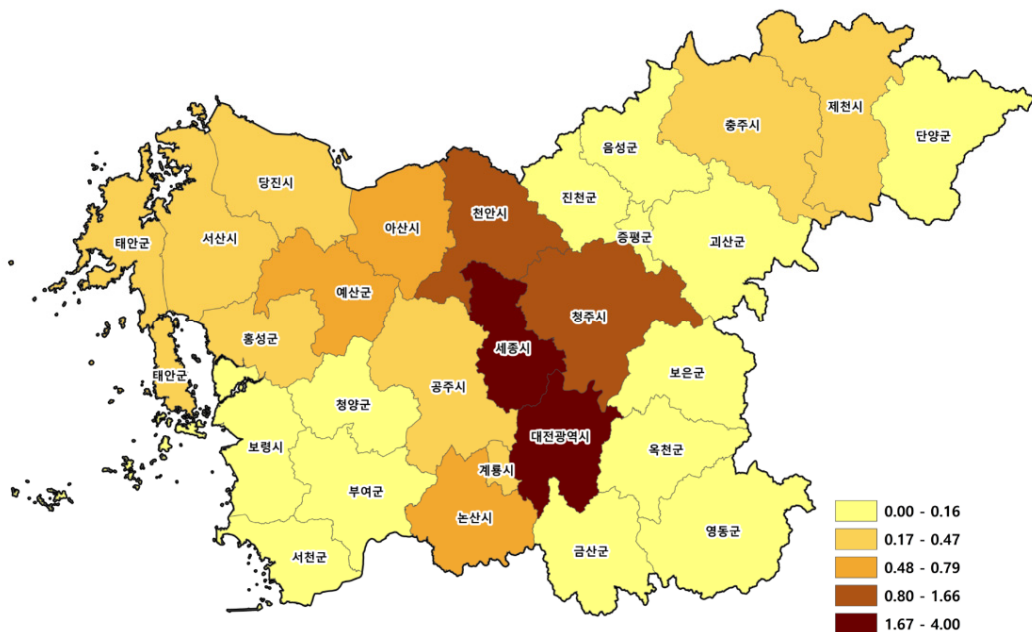 제천시
충주시
단양군
음성군
당진시
진천군
천안시
아산시
증평군
괴산군
서산시
태안군
예산군
청주시
홍성군
세종시
보은군
태안군
공주시
청양군
대전광역시
보령시
옥천군
계룡시
부여군
논산시
영동군
서천군
금산군
0.00 - 0.16
0.17 - 0.47
0.48 - 0.79
0.80 - 1.66
1.67 - 4.00